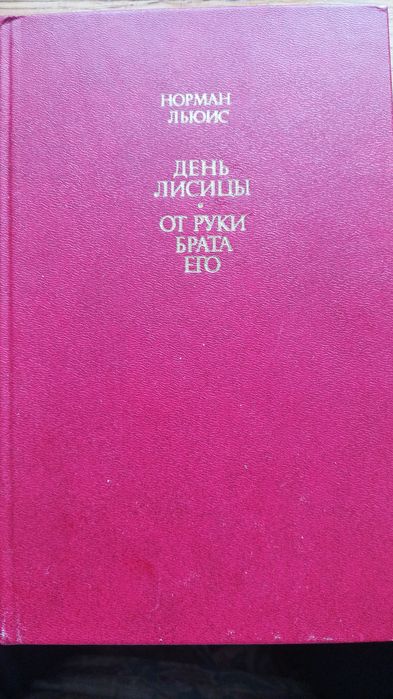 НОРМАН
ЛЬЮИС
ДЕНЬ
ЛИСИЦЫ
•
ОТ РУКИ
БРАТА
ЕГО